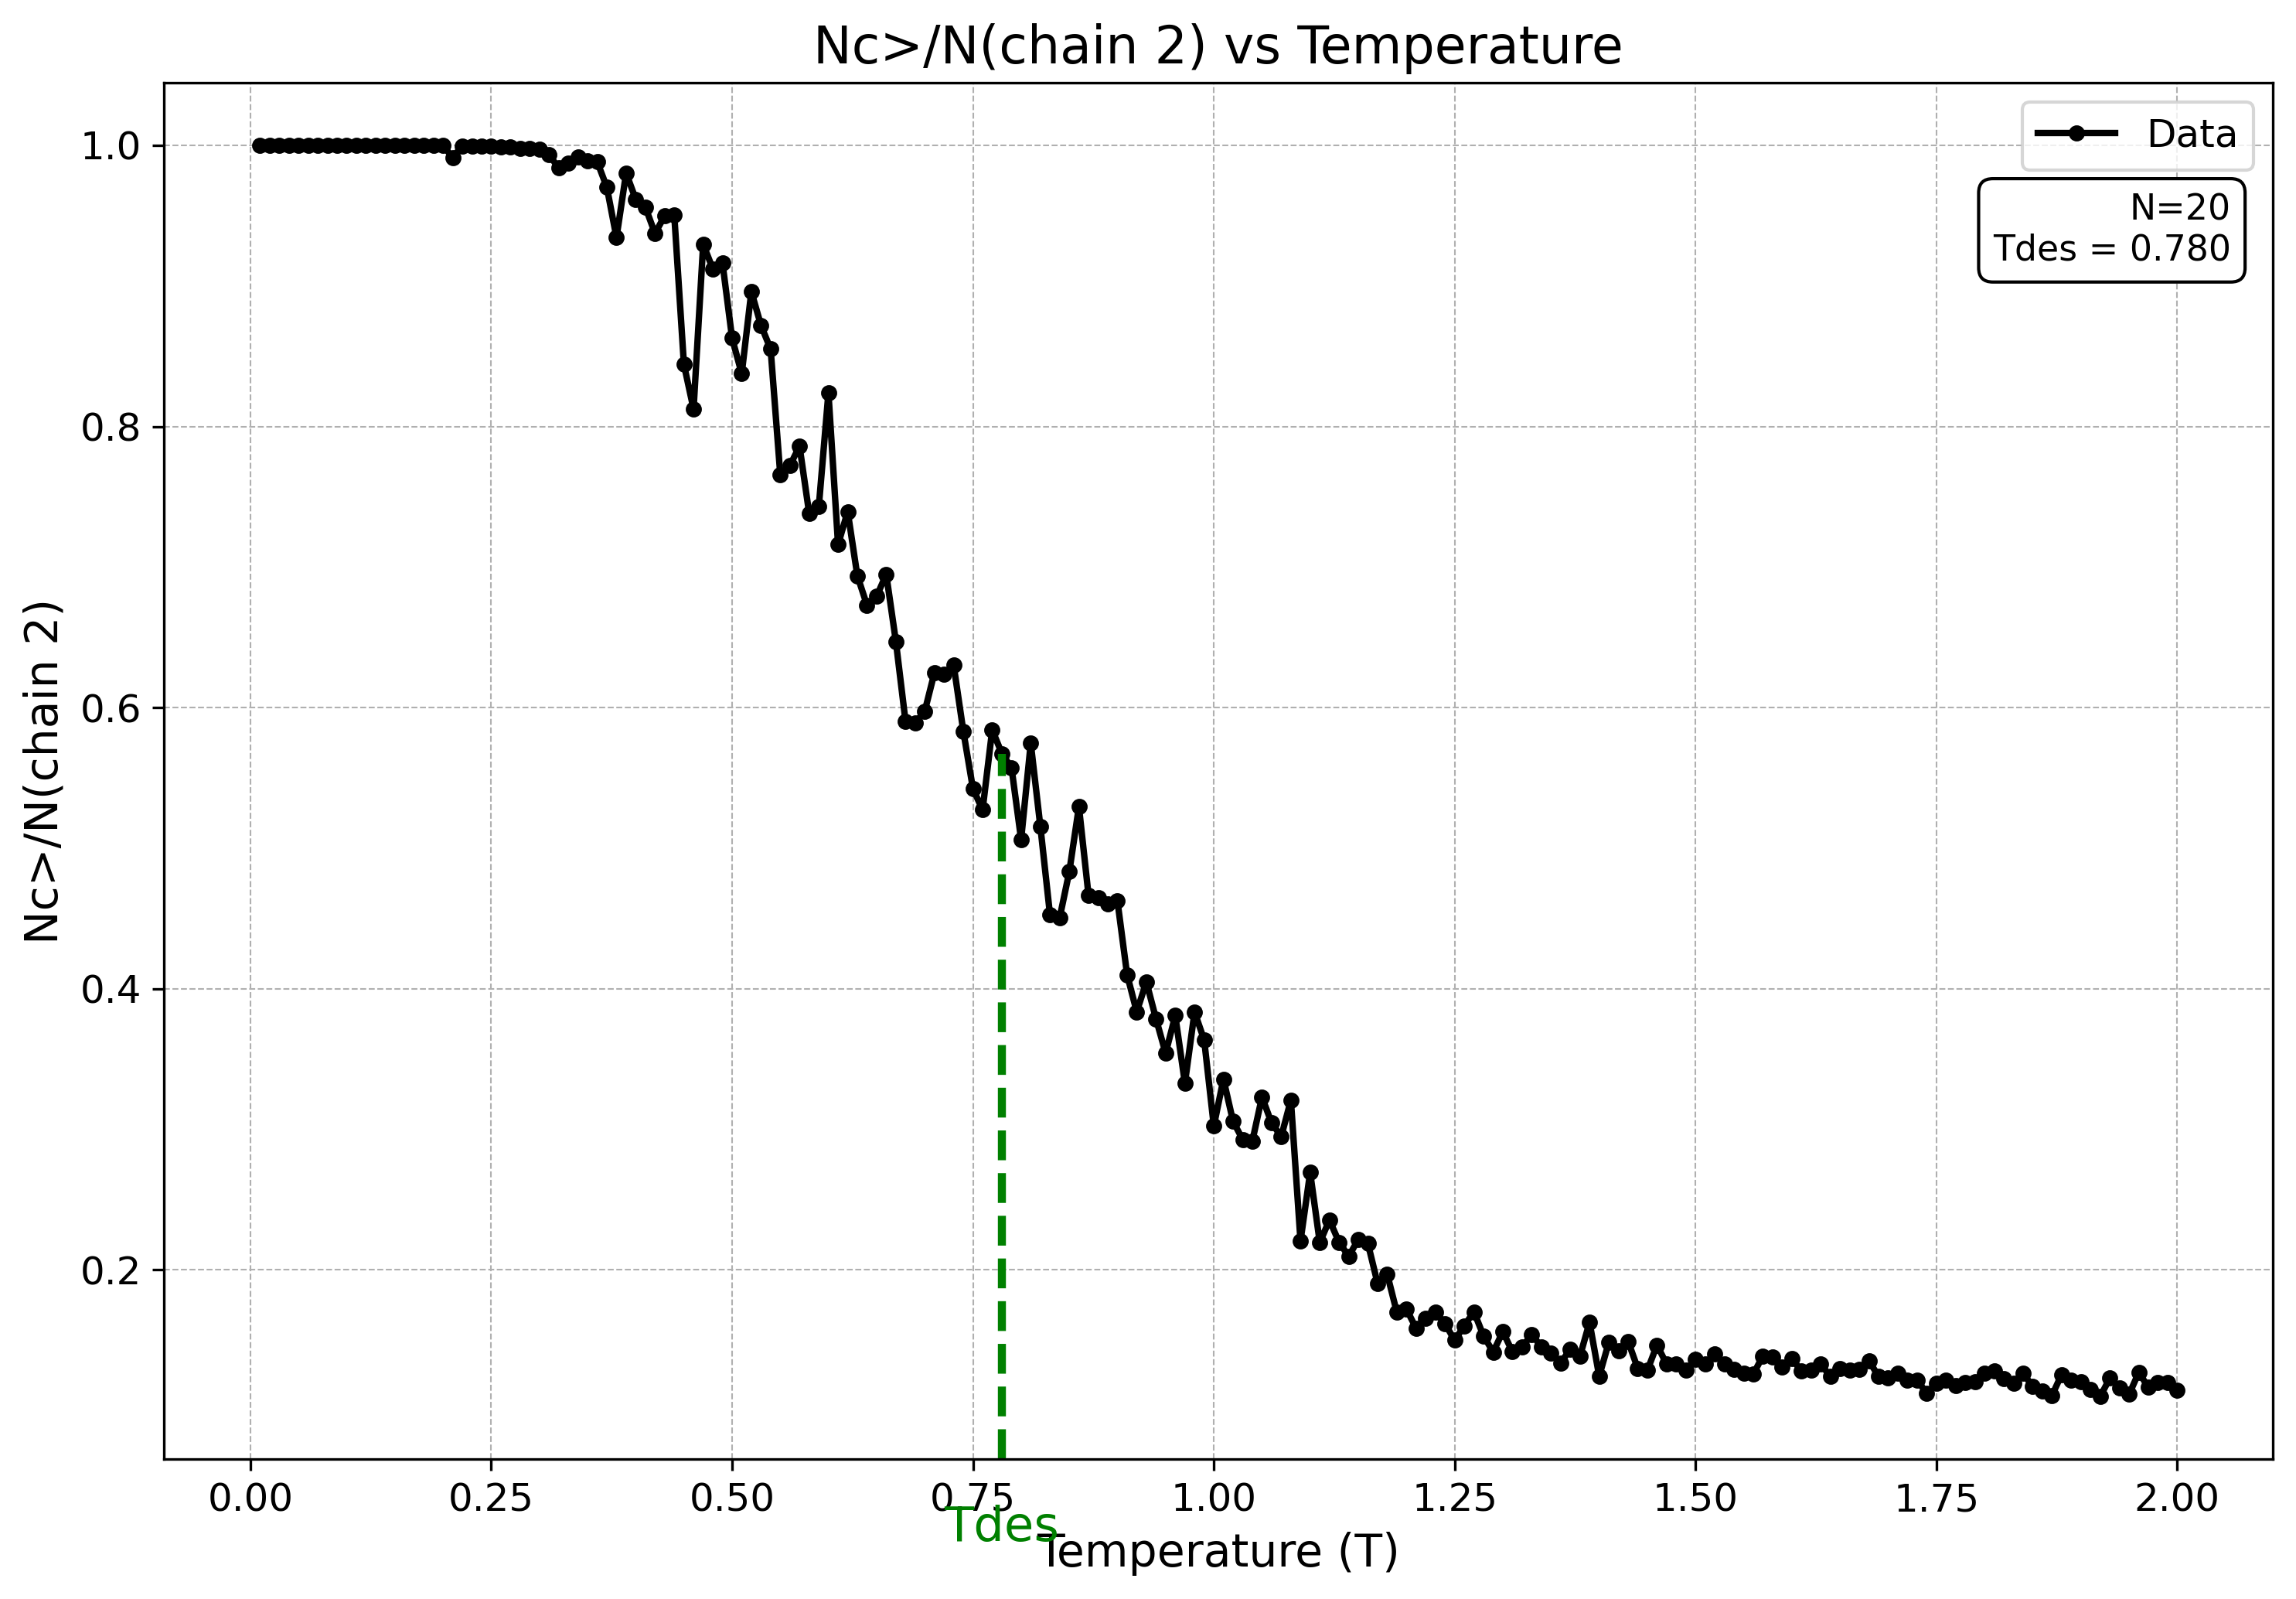 Nc>/N(chain 2) vs Temperature
Data
N=20
Tdes = 0.780
Nc>/N(chain 2)
1.0
0.8
0.6
0.4
0.2
0.00 0.25 0.50 0.75 1.00 1.25 1.50 1.75 2.00
Tdes
Temperature (T)